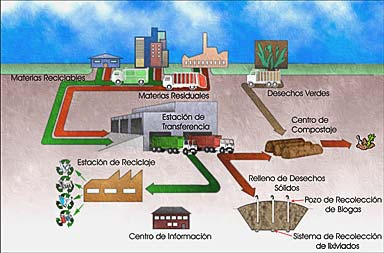 Materias Reciclables
Materias Residuales
Desechos Verdes
Estación de
Transferencia
Centro de
Compostaje
Estación de Reciclaje
Relleno de Desechos
Sólidos
Pozo de Recolección
de Biogas
Centro de Información
Sistema de Recolección
de lixiviados